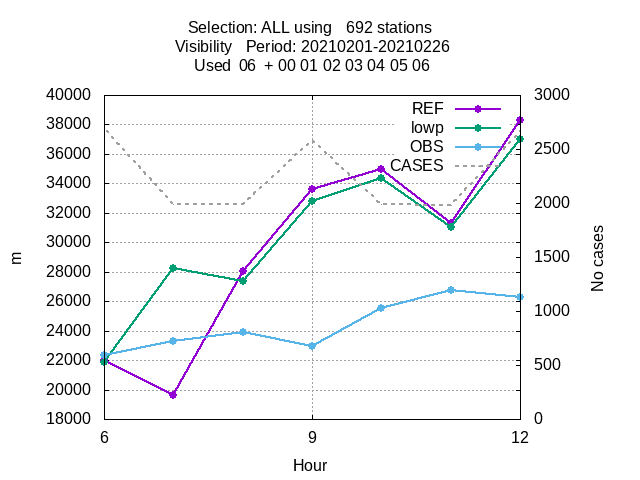 Selection: ALL using   692 stations
Visibility   Period: 20210201-20210226
Used  06  + 00 01 02 03 04 05 06
40000
38000
36000
34000
32000
30000
28000
26000
24000
22000
20000
18000
m
REF
lowp
OBS
CASES
3000
2500
2000
1500
1000
500
0
No cases
6
9
12
Hour